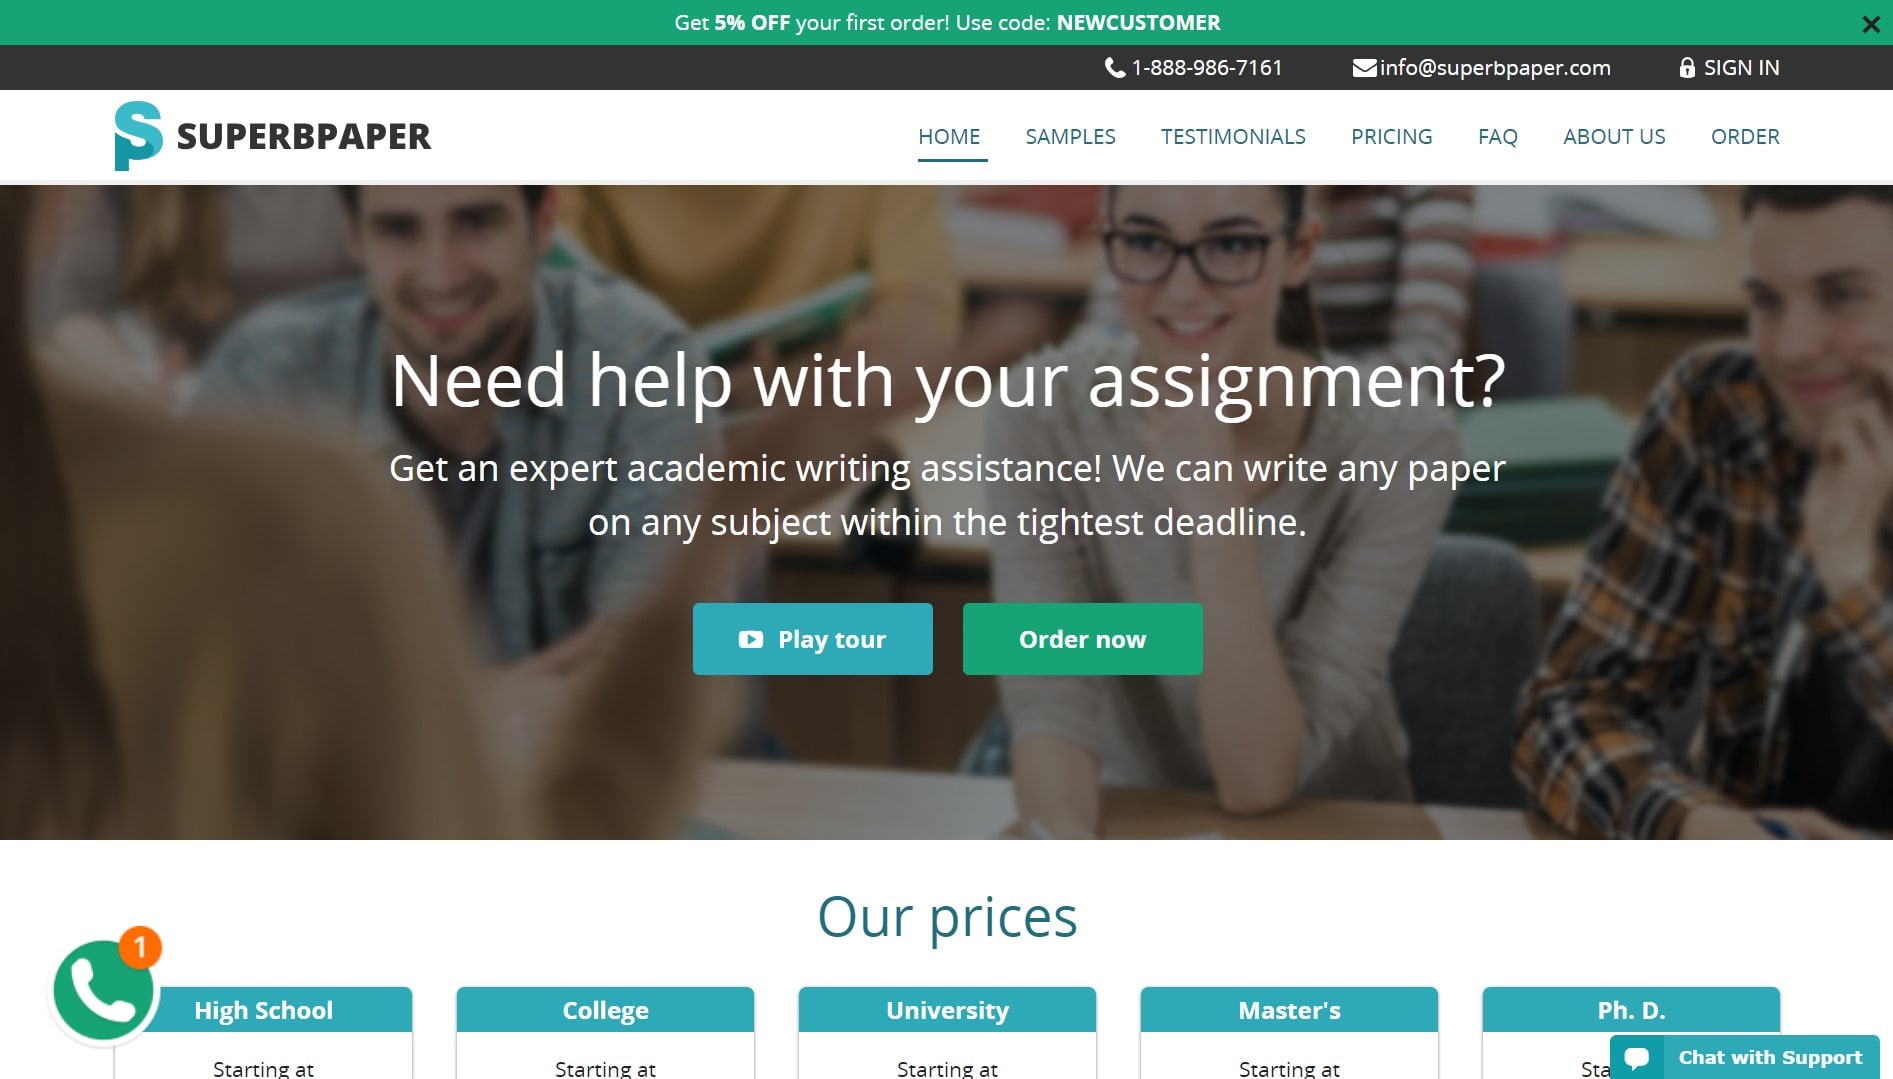 Get 5% OFF your first order! Use code: NEWCUSTOMER
1-888-986-7161 info@superbpaper.com SIGN IN
SUPERBPAPER
HOME SAMPLES TESTIMONIALS PRICING FAQ ABOUT US ORDER
Need help with your assignment?
Get an expert academic writing assistance! We can write any paper
on any subject within the tightest deadline.
Play tour Order now
Our prices
1
High School College University Master's Ph. D.
Starting at Starting at Starting at Starting at Sta
Chat with Support